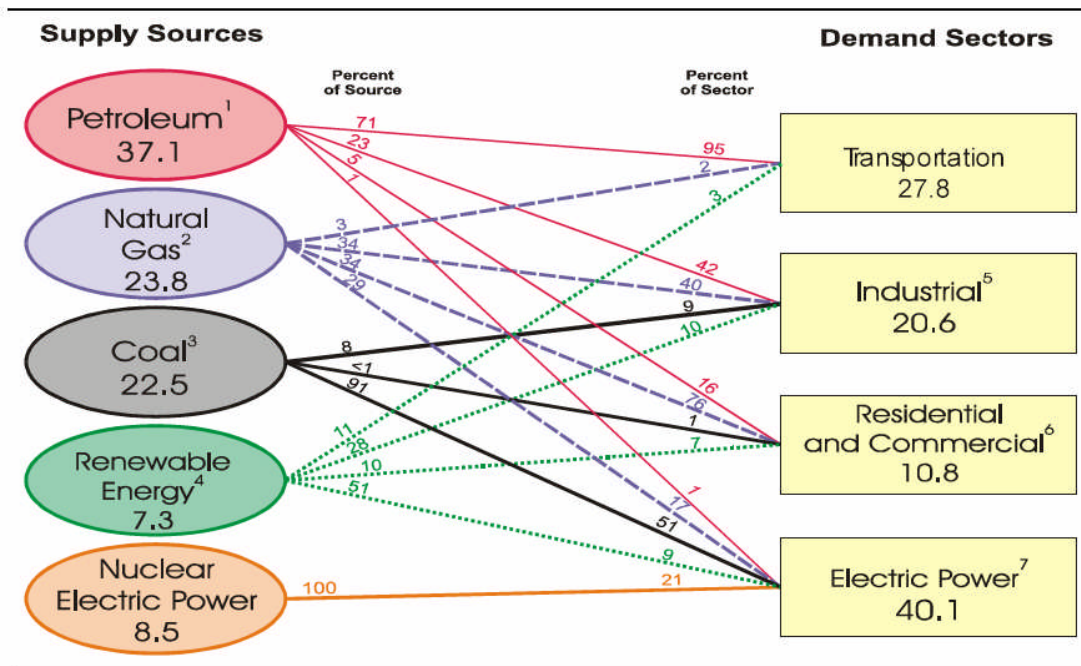 Supply Sources
Demand Sectors
Percent
of Source
Percent
of Sector
Petroleum¹
37.1
Natural
Gas²
23.8
Coal³
22.5
Renewable
Energy⁴
7.3
Nuclear
Electric Power
8.5
71
23
5
1
3
34
34
29
8
<1
91
11
28
10
51
100
95
2
3
42
40
9
10
16
76
1
7
1
17
51
9
21
Transportation
27.8
Industrial⁵
20.6
Residential
and Commercial⁶
10.8
Electric Power⁷
40.1